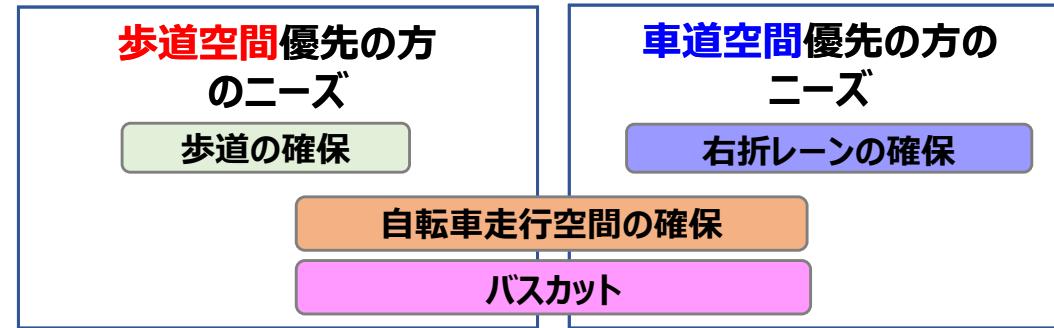 歩道空間優先の方
のニーズ
歩道の確保
車道空間優先の方の
ニーズ
右折レーンの確保
自転車走行空間の確保
バスカット